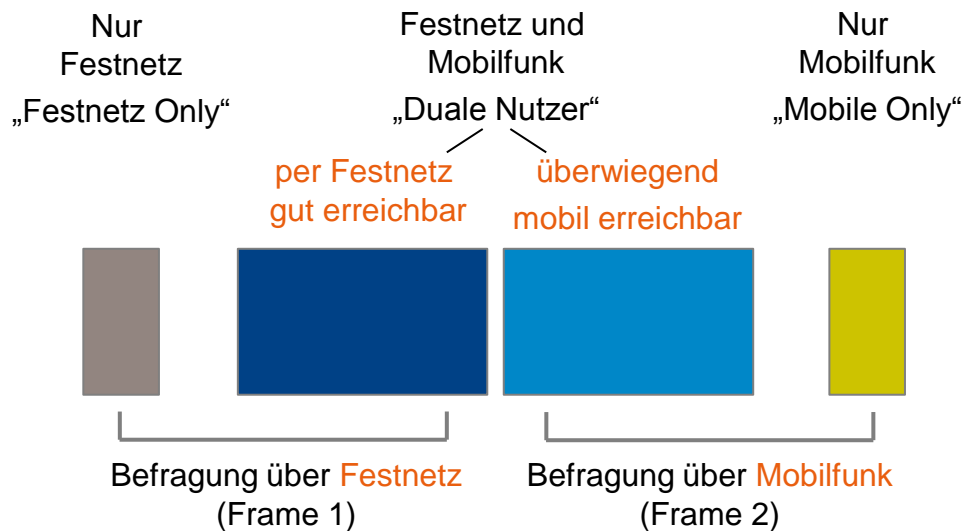 Nur
Festnetz
„Festnetz Only“
Festnetz und
Mobilfunk
„Duale Nutzer“
Nur
Mobilfunk
„Mobile Only“
per Festnetz
gut erreichbar
überwiegend
mobil erreichbar
Befragung über Festnetz
(Frame 1)
Befragung über Mobilfunk
(Frame 2)